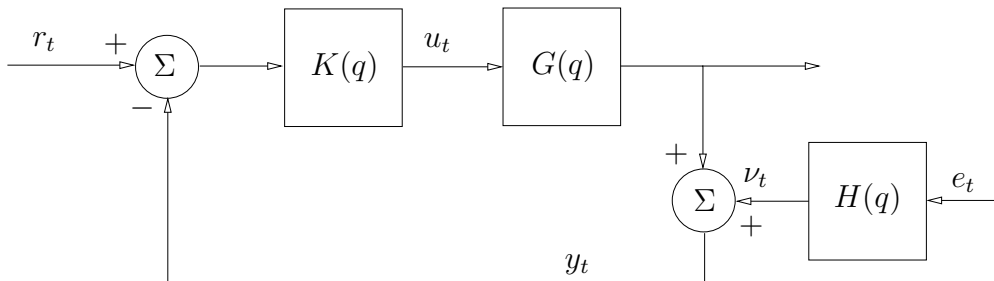 r_t
+
Σ
−
K(q)
u_t
G(q)
+
Σ
+
ν_t
H(q)
e_t
y_t